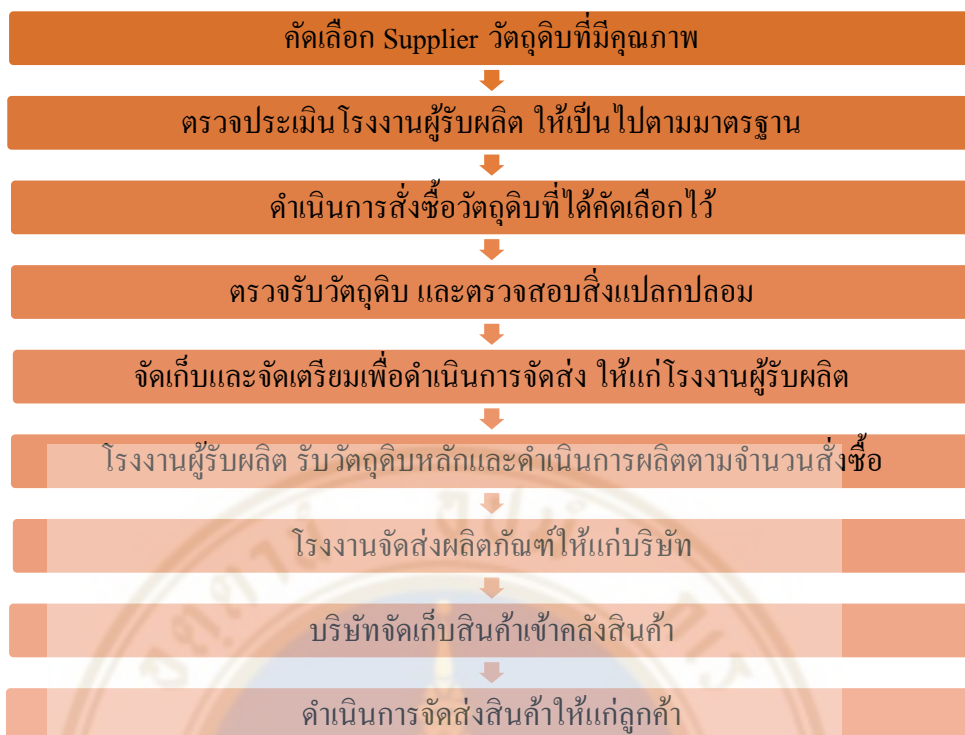 คัดเลือก Supplier วัตถุดิบที่มีคุณภาพ
ตรวจประเมินโรงงานผู้รับผลิต ให้เป็นไปตามมาตรฐาน
ดำเนินการสั่งซื้อวัตถุดิบที่ได้คัดเลือกไว้
ตรวจรับวัตถุดิบ และตรวจสอบสิ่งแปลกปลอม
จัดเก็บและจัดเตรียมเพื่อดำเนินการจัดส่ง ให้แก่โรงงานผู้รับผลิต
โรงงานผู้รับผลิต รับวัตถุดิบหลักและดำเนินการผลิตตามจำนวนสั่งซื้อ
โรงงานจัดส่งผลิตภัณฑ์ให้แก่บริษัท
บริษัทจัดเก็บสินค้าเข้าคลังสินค้า
ดำเนินการจัดส่งสินค้าให้แก่ลูกค้า